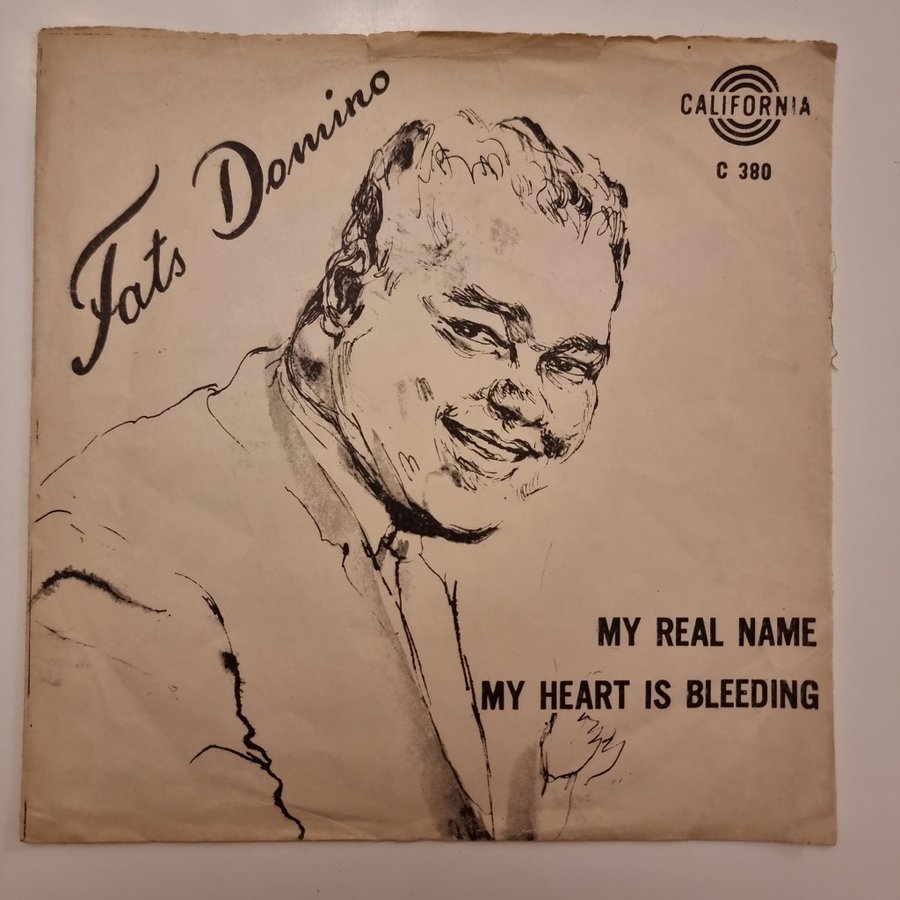 Fats Domino
CALIFORNIA
C 380
MY REAL NAME
MY HEART IS BLEEDING